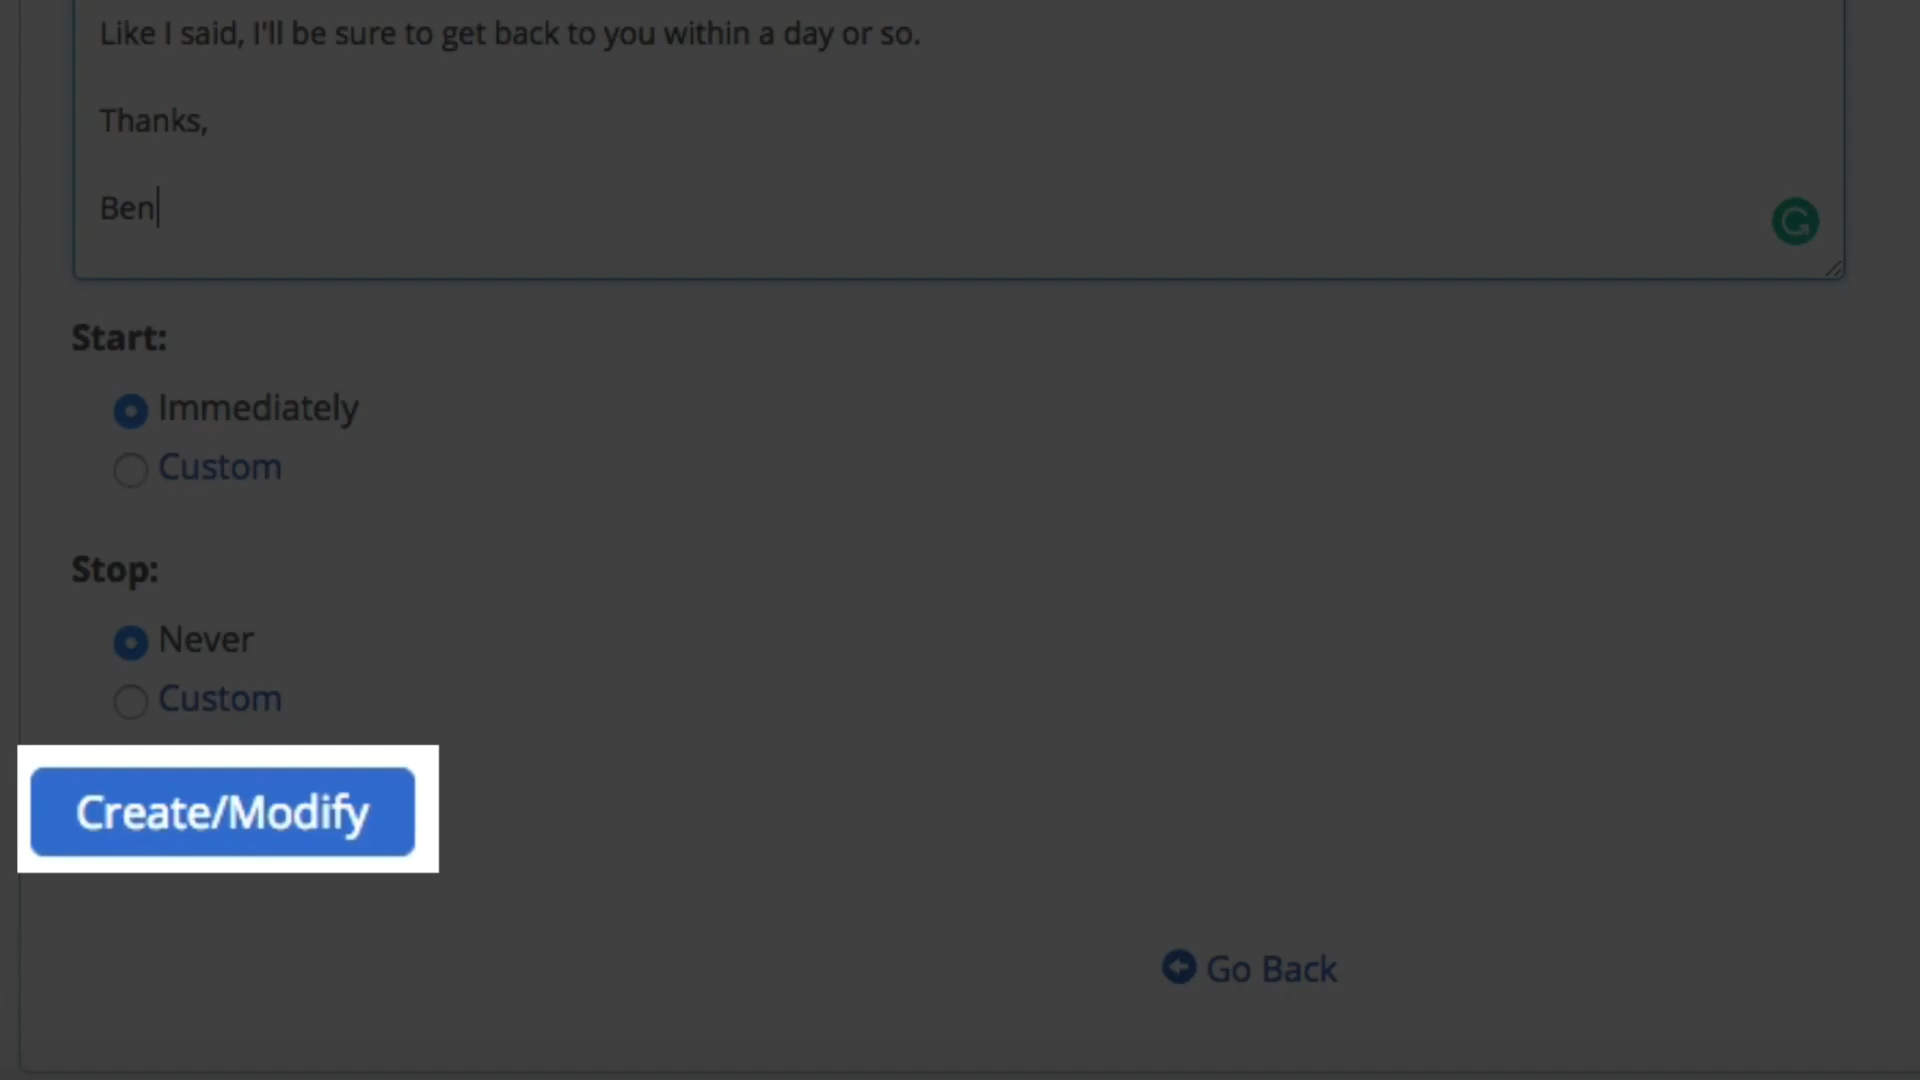 Like I said, I'll be sure to get back to you within a day or so.
Thanks,
Ben
Start:
Immediately
Custom
Stop:
Never
Custom
Create/Modify
Go Back